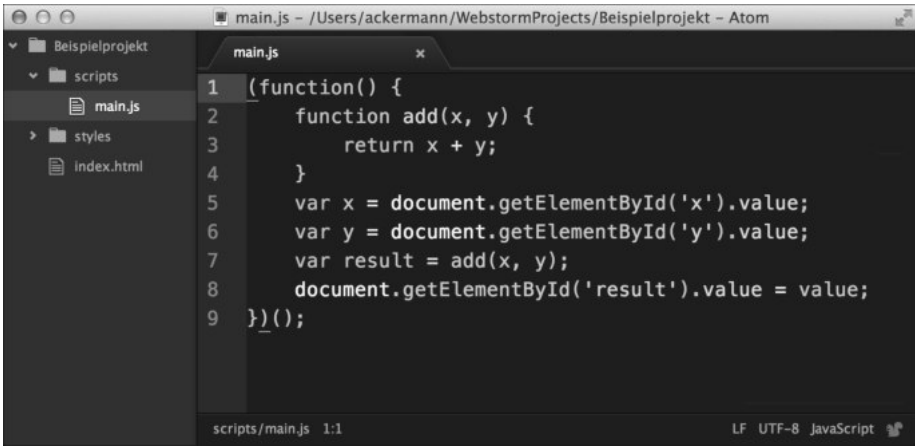 main.js – /Users/ackermann/WebstormProjects/Beispielprojekt – Atom
Beispielprojekt
scripts
main.js
styles
index.html
main.js ×
1 (function() {
2     function add(x, y) {
3         return x + y;
4     }
5     var x = document.getElementById('x').value;
6     var y = document.getElementById('y').value;
7     var result = add(x, y);
8     document.getElementById('result').value = value;
9 })();
scripts/main.js 1:1 LF UTF-8 JavaScript